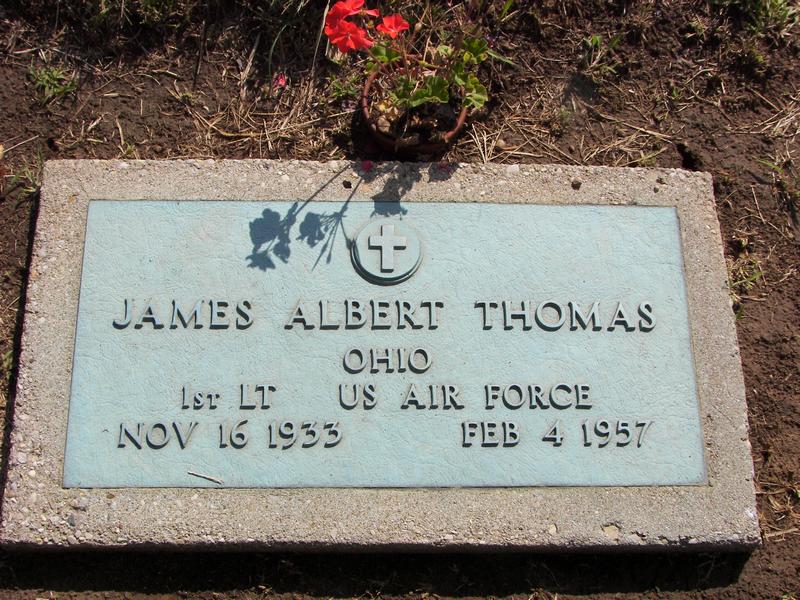 JAMES ALBERT THOMAS
OHIO
1ST LT US AIR FORCE
NOV 16 1933 FEB 4 1957